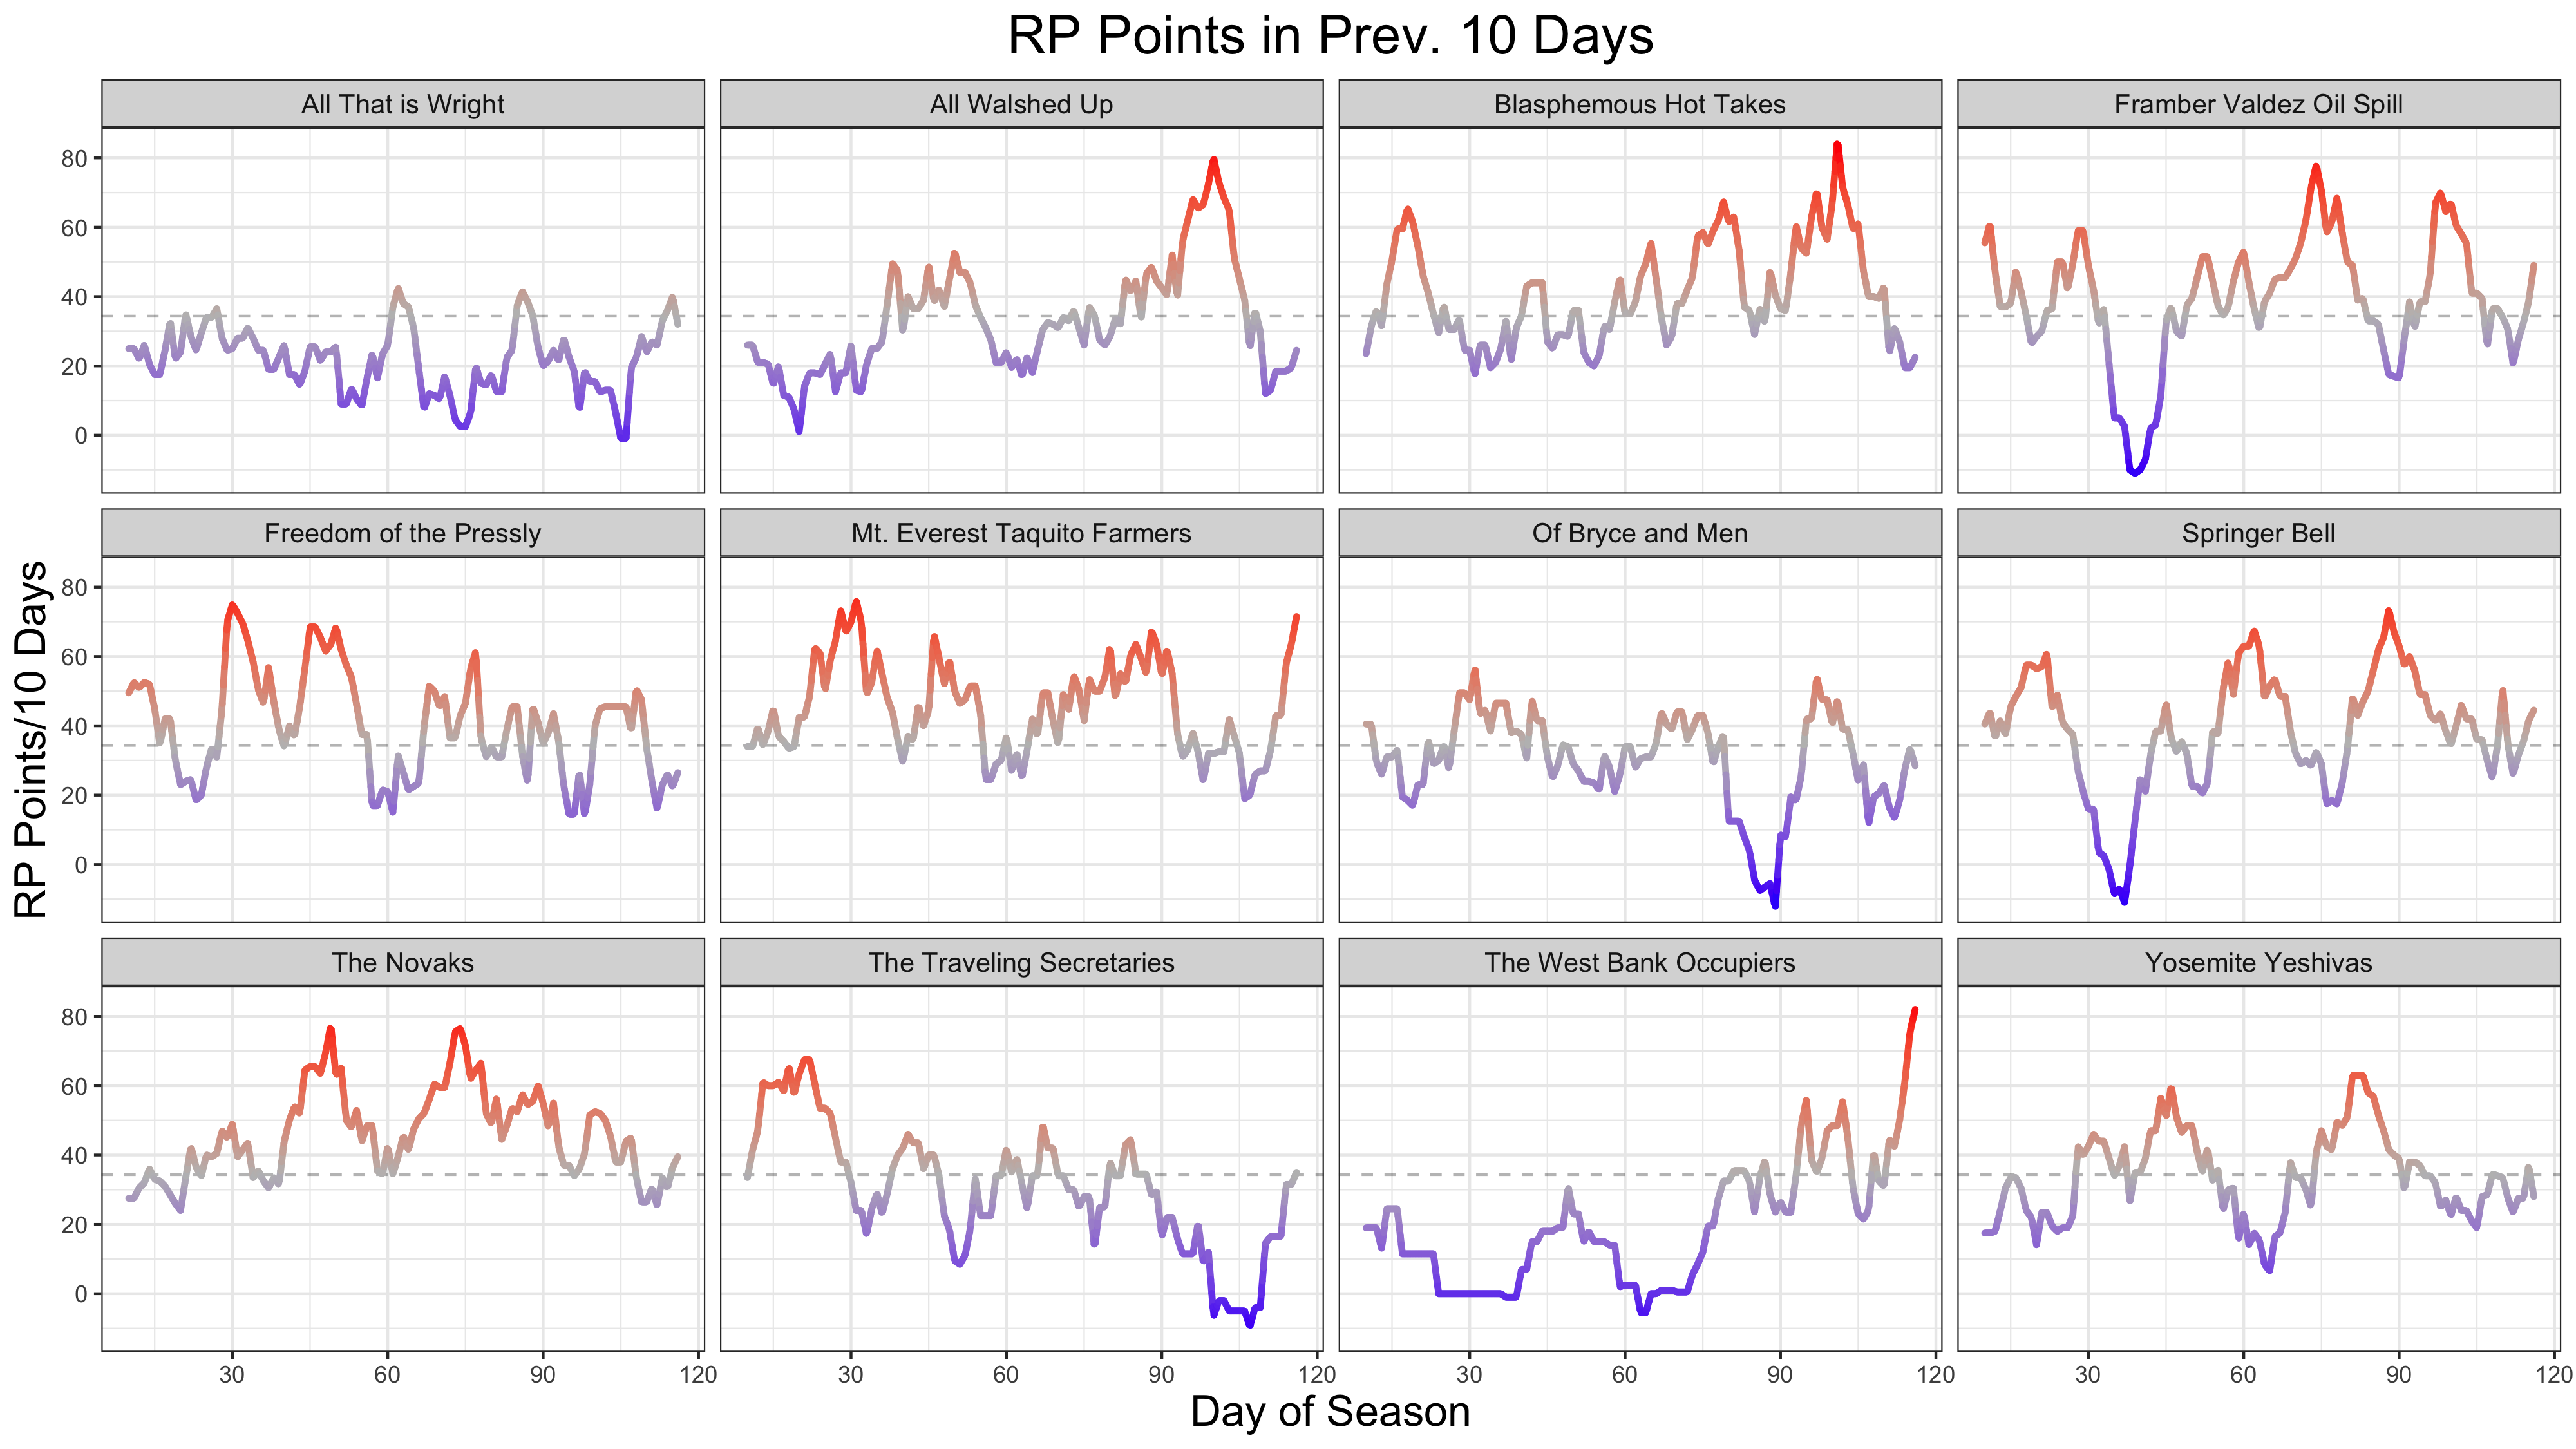 RP Points in Prev. 10 Days
All That is Wright
All Walshed Up
Blasphemous Hot Takes
Framber Valdez Oil Spill
80
60
40
20
0
Freedom of the Pressly
Mt. Everest Taquito Farmers
Of Bryce and Men
Springer Bell
RP Points/10 Days
80
60
40
20
0
The Novaks
The Traveling Secretaries
The West Bank Occupiers
Yosemite Yeshivas
80
60
40
20
0
30 60 90 120 30 60 90 120 30 60 90 120 30 60 90 120
Day of Season